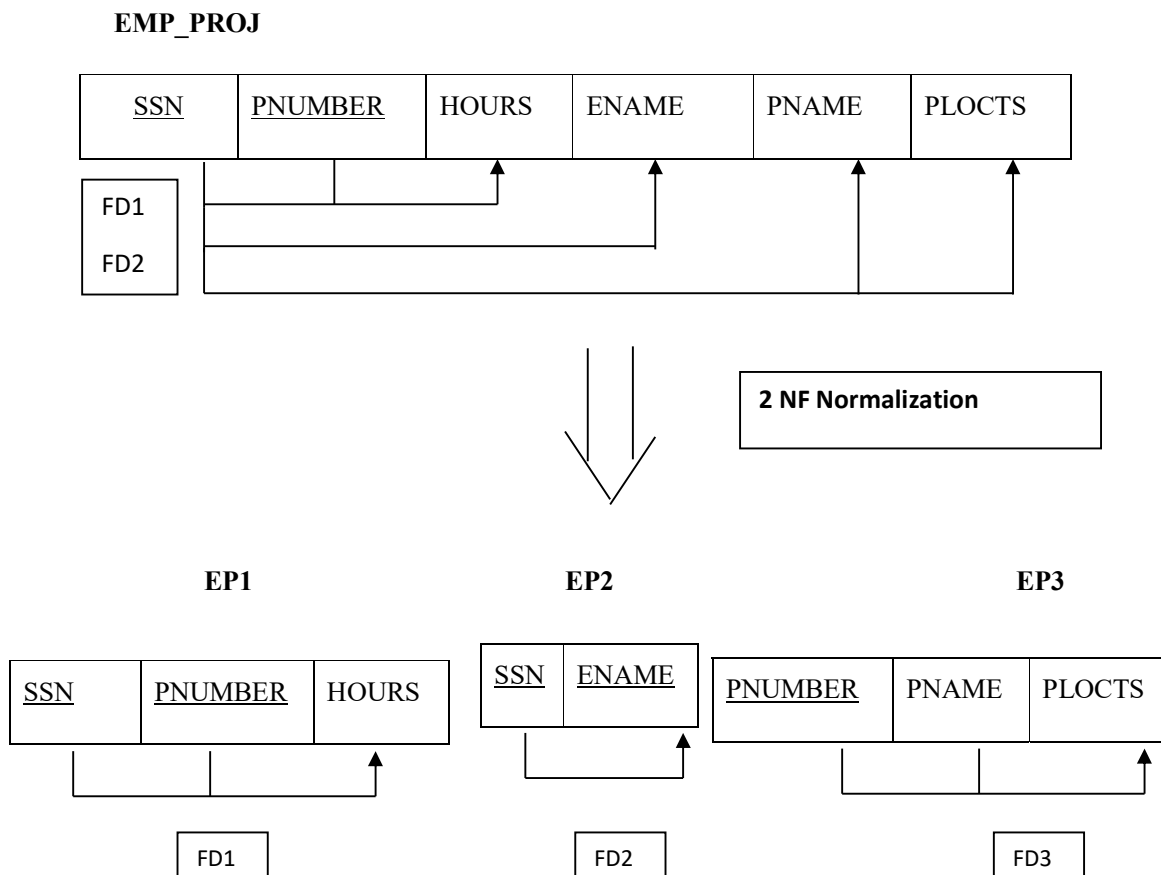 EMP_PROJ
SSN PNUMBER HOURS ENAME PNAME PLOCTS
FD1
FD2
2 NF Normalization
EP1 EP2 EP3
SSN PNUMBER HOURS
SSN ENAME
PNUMBER PNAME PLOCTS
FD1 FD2 FD3